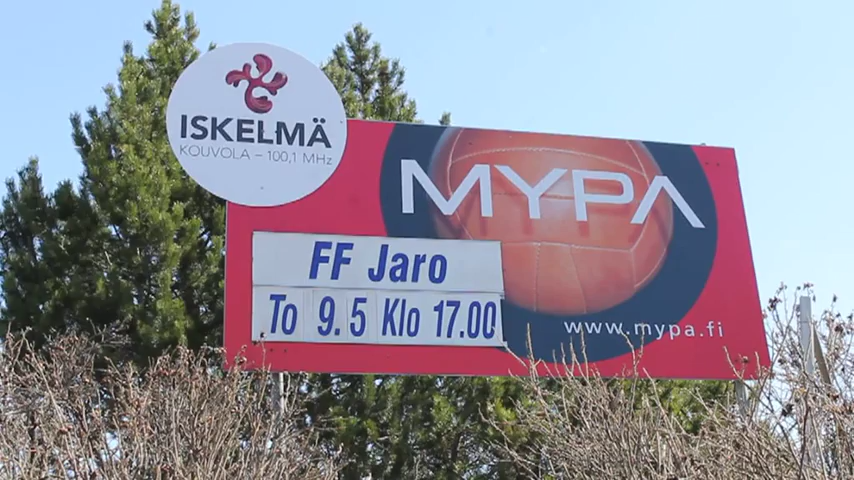 ISKELMÄ
KOUVOLA – 100,1 MHz
MYPA
FF Jaro
To 9.5 Klo 17.00
www.mypa.fi